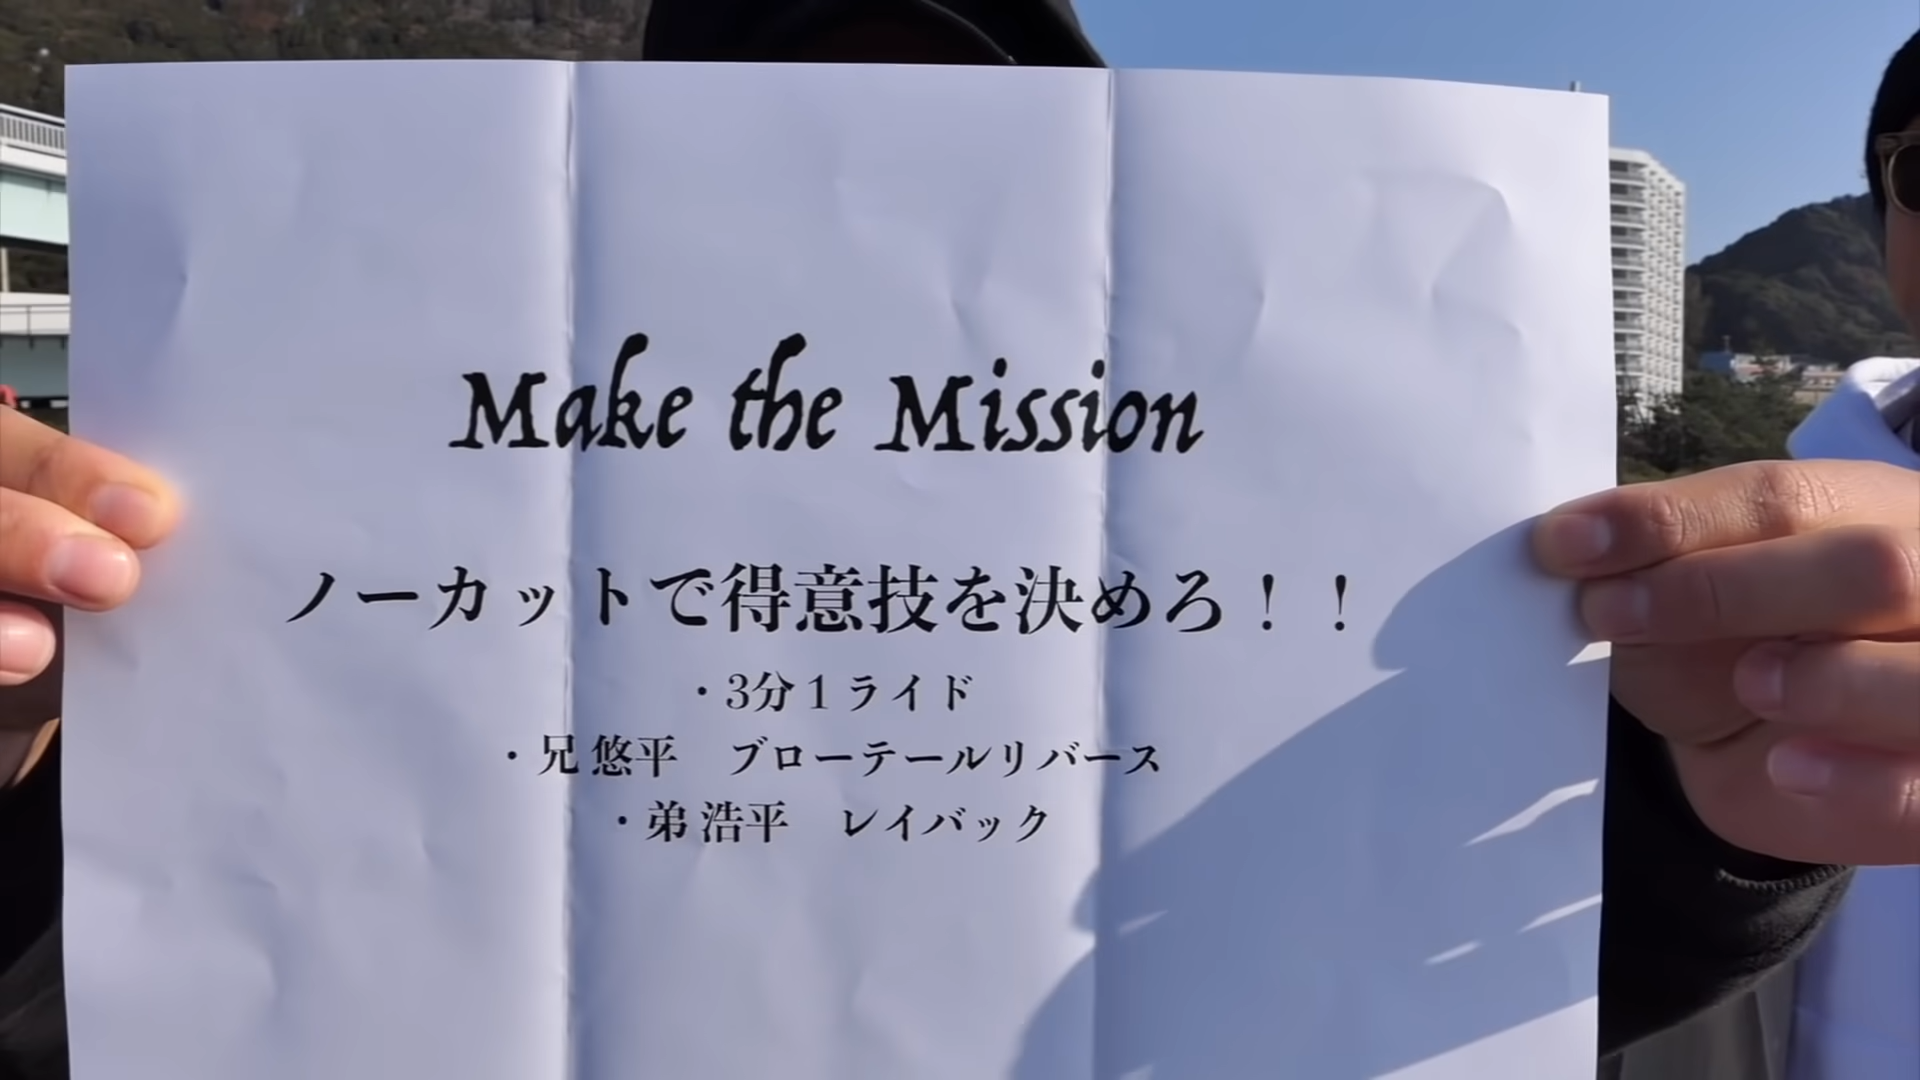 Make the Mission
ノーカットで得意技を決めろ！！
・3分１ライド
・兄 悠平　ブローテールリバース
・弟 浩平　レイバック